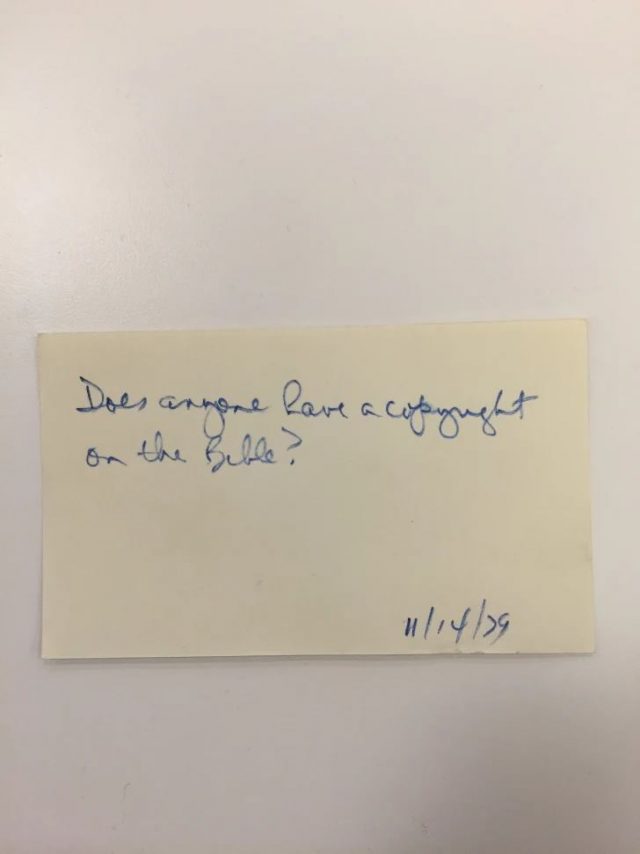 Does anyone have a copyright
on the Bible?
11/14/79